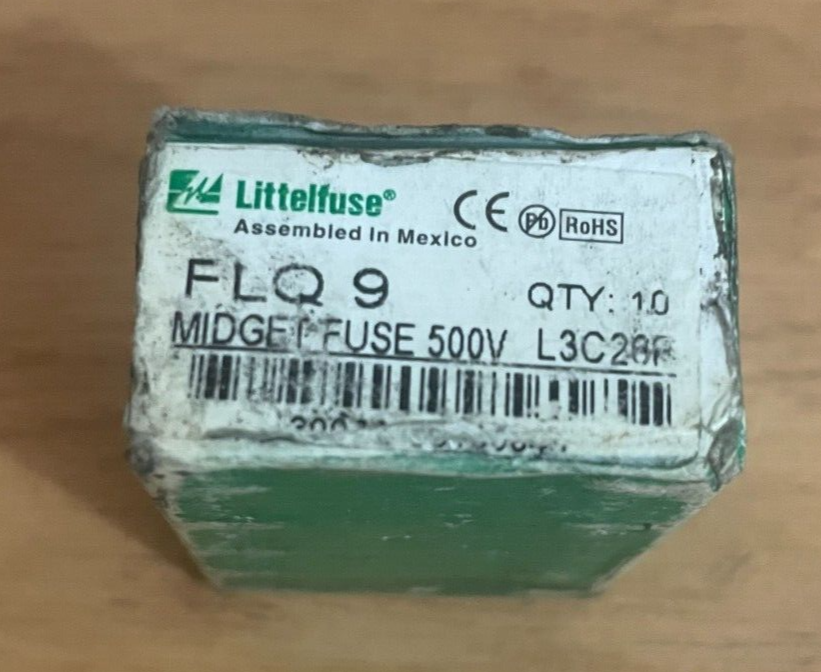 Littelfuse® CE Pb RoHS
Assembled In Mexico
FLQ 9 QTY: 10
MIDGET FUSE 500V